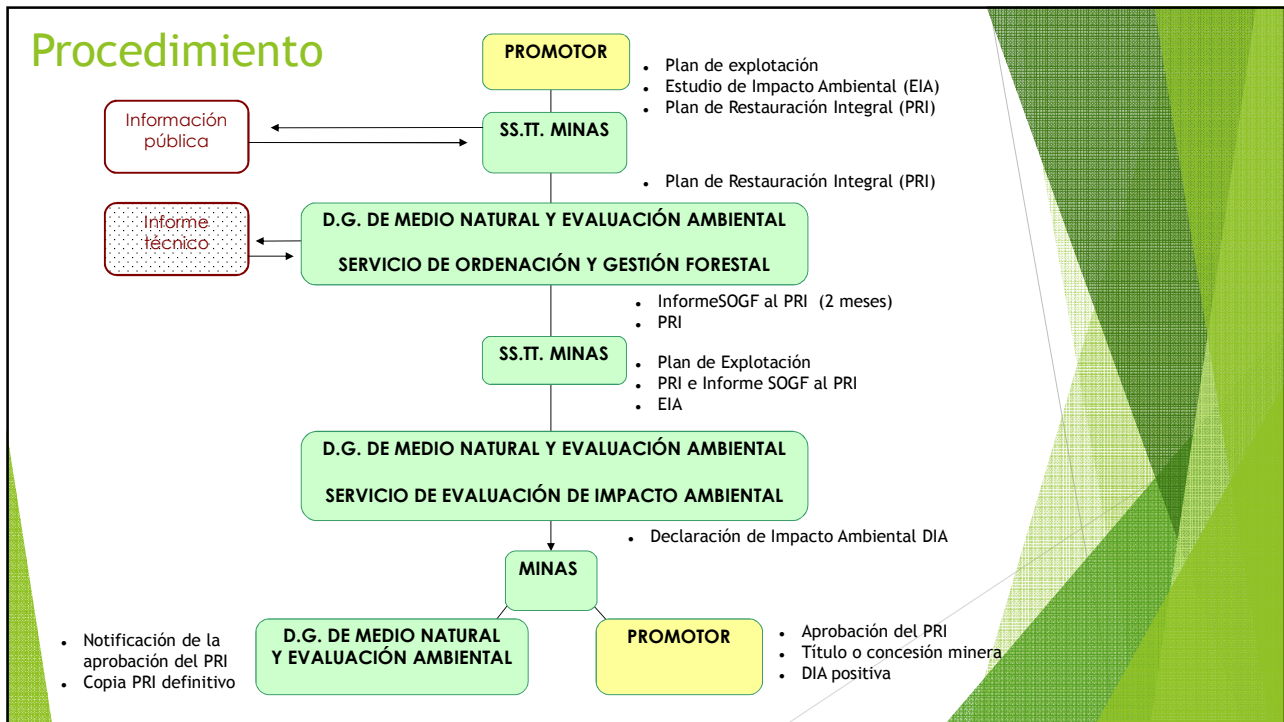 Procedimiento
PROMOTOR
• Plan de explotación
• Estudio de Impacto Ambiental (EIA)
• Plan de Restauración Integral (PRI)
Información
pública
SS.TT. MINAS
• Plan de Restauración Integral (PRI)
Informe
técnico
D.G. DE MEDIO NATURAL Y EVALUACIÓN AMBIENTAL
SERVICIO DE ORDENACIÓN Y GESTIÓN FORESTAL
• InformeSOGF al PRI (2 meses)
• PRI
SS.TT. MINAS
• Plan de Explotación
• PRI e Informe SOGF al PRI
• EIA
D.G. DE MEDIO NATURAL Y EVALUACIÓN AMBIENTAL
SERVICIO DE EVALUACIÓN DE IMPACTO AMBIENTAL
• Declaración de Impacto Ambiental DIA
MINAS
• Notificación de la
aprobación del PRI
• Copia PRI definitivo
D.G. DE MEDIO NATURAL
Y EVALUACIÓN AMBIENTAL
PROMOTOR
• Aprobación del PRI
• Título o concesión minera
• DIA positiva